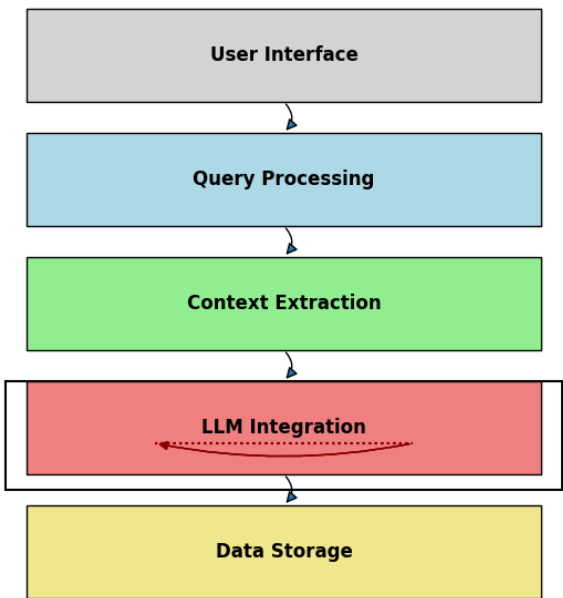 User Interface
Query Processing
Context Extraction
LLM Integration
Data Storage